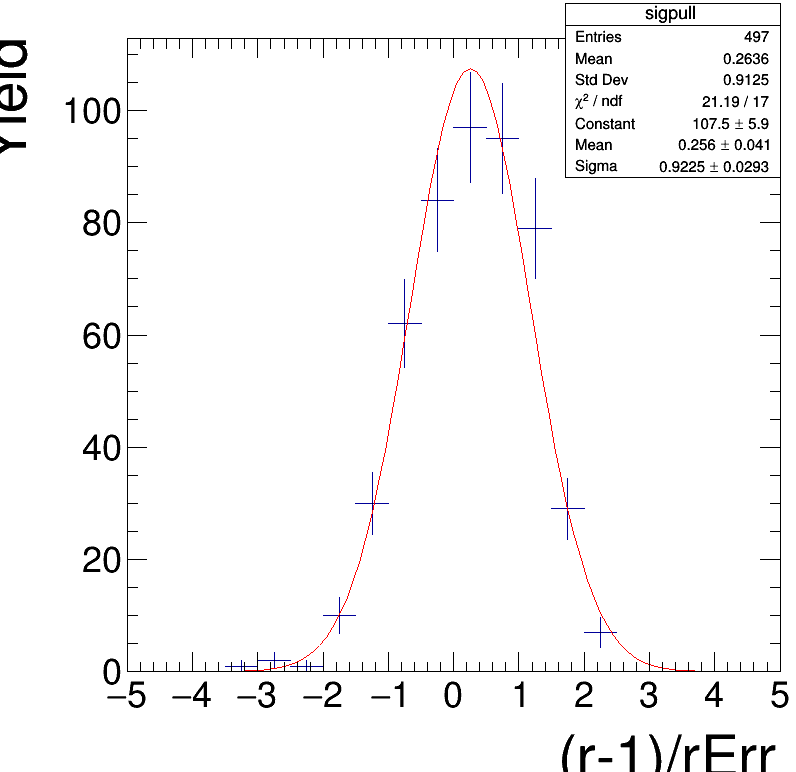 sigpull
Entries 497
Mean 0.2636
Std Dev 0.9125
χ² / ndf 21.19 / 17
Constant 107.5 ± 5.9
Mean 0.256 ± 0.041
Sigma 0.9225 ± 0.0293
Yield
100
80
60
40
20
0
−5 −4 −3 −2 −1 0 1 2 3 4 5
(r-1)/rErr